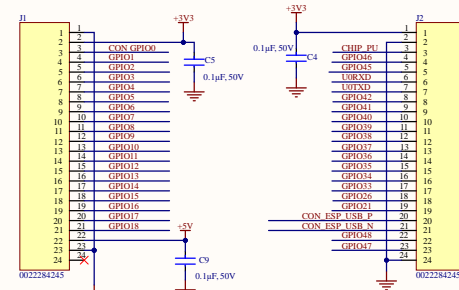 J1
1 1
2 2
3 3 CON GPIO0
4 4 GPIO1
5 5 GPIO2
6 6 GPIO3
7 7 GPIO4
8 8 GPIO5
9 9 GPIO6
10 10 GPIO7
11 11 GPIO8
12 12 GPIO9
13 13 GPIO10
14 14 GPIO11
15 15 GPIO12
16 16 GPIO13
17 17 GPIO14
18 18 GPIO15
19 19 GPIO16
20 20 GPIO17
21 21 GPIO18
22 22
23 23
24 24
0022284245
+3V3
C5
0.1µF, 50V
+5V
C9
0.1µF, 50V
+3V3
0.1µF, 50V C4
J2
1 1
2 2
CHIP_PU 3 3
GPIO46 4 4
GPIO45 5 5
U0RXD 6 6
U0TXD 7 7
GPIO42 8 8
GPIO41 9 9
GPIO40 10 10
GPIO39 11 11
GPIO38 12 12
GPIO37 13 13
GPIO36 14 14
GPIO35 15 15
GPIO34 16 16
GPIO33 17 17
GPIO26 18 18
GPIO21 19 19
CON_ESP_USB_P 20 20
CON_ESP_USB_N 21 21
GPIO48 22 22
GPIO47 23 23
24 24
0022284245